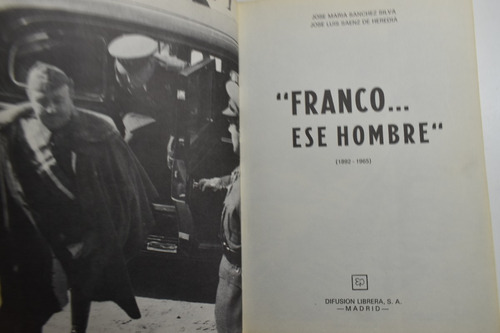 JOSE MARIA SANCHEZ SILVA
JOSE LUIS SAENZ DE HEREDIA
"FRANCO...
ESE HOMBRE"
(1892 - 1965)
DIFUSION LIBRERA, S. A.
— MADRID —